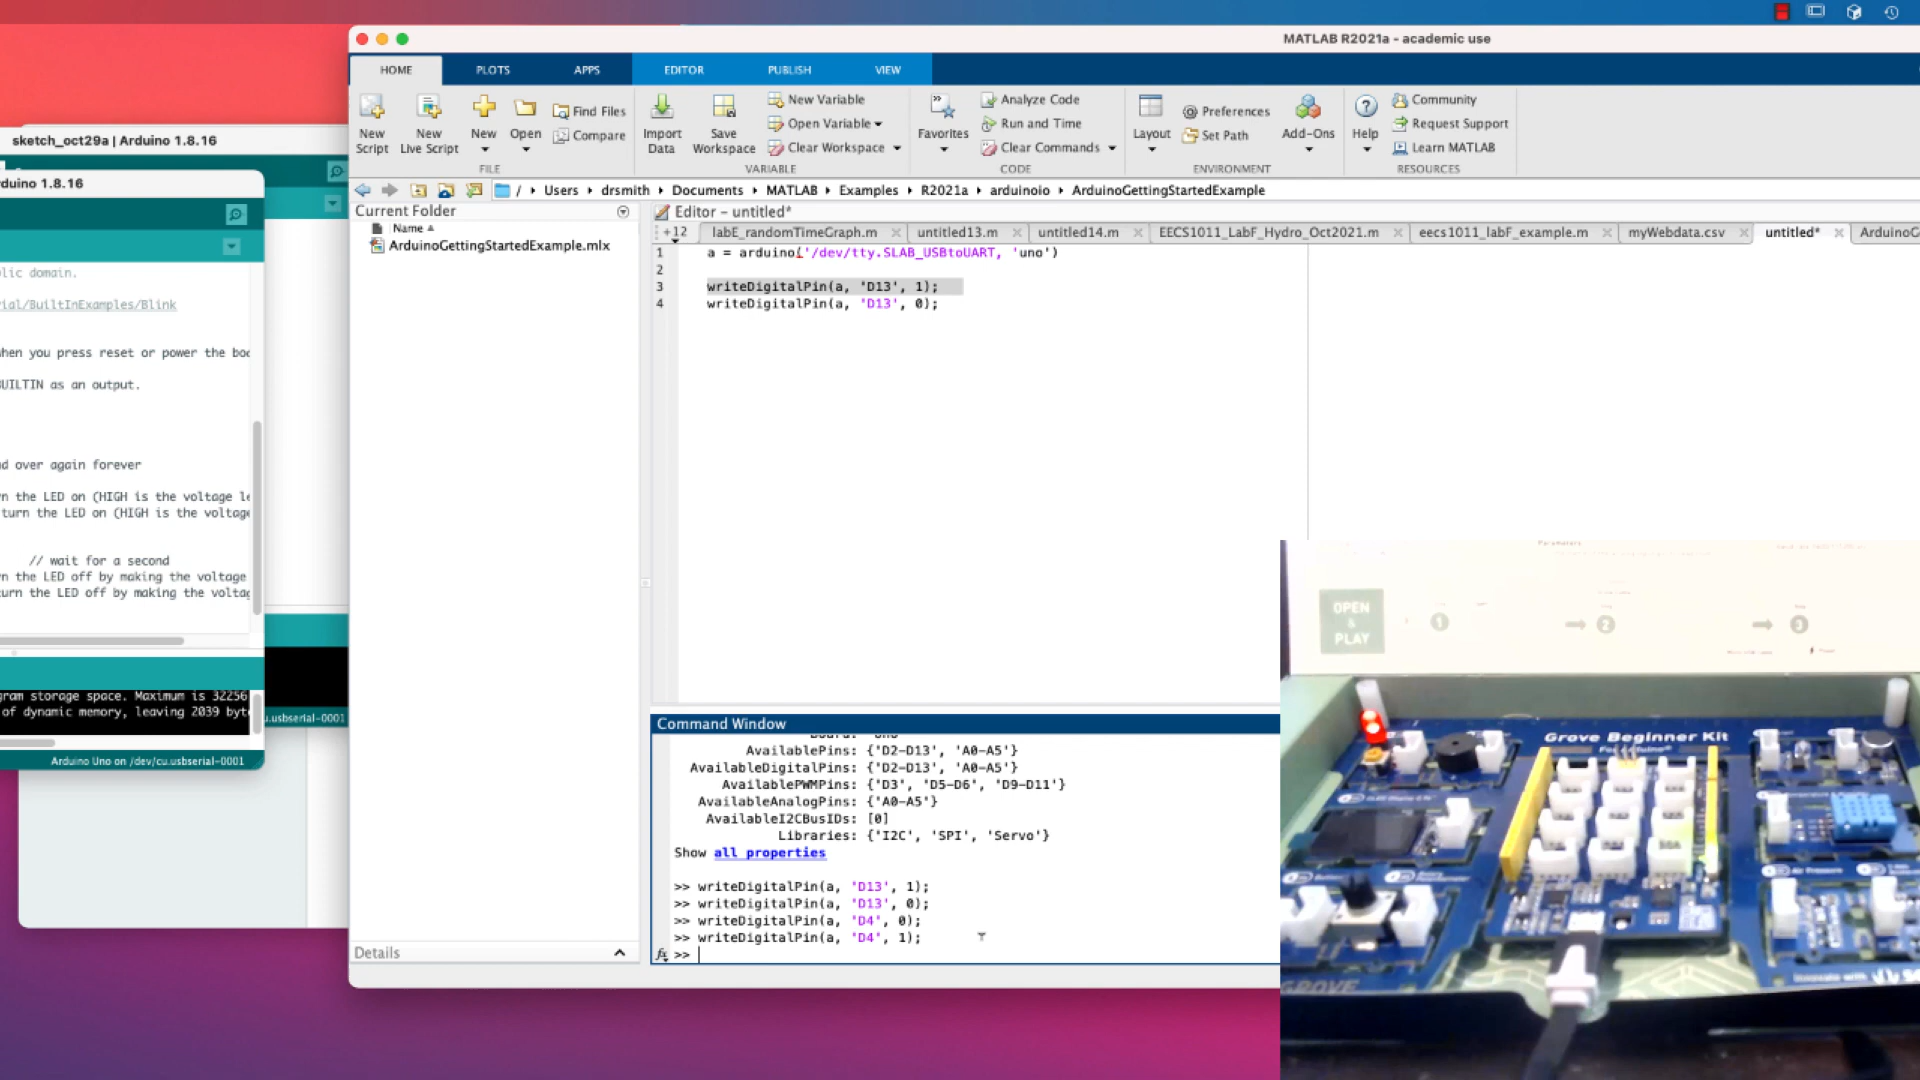 MATLAB R2021a - academic use
HOME PLOTS APPS EDITOR PUBLISH VIEW
New Script
New Live Script
New
Open
Find Files
Compare
FILE
Import Data
Save Workspace
New Variable
Open Variable
Clear Workspace
VARIABLE
Favorites
Analyze Code
Run and Time
Clear Commands
CODE
Layout
Preferences
Set Path
Add-Ons
ENVIRONMENT
Help
Community
Request Support
Learn MATLAB
RESOURCES
/ Users drsmith Documents MATLAB Examples R2021a arduinoio ArduinoGettingStartedExample
Current Folder
Name
ArduinoGettingStartedExample.mlx
Details
Editor - untitled*
+12 labE_randomTimeGraph.m untitled13.m untitled14.m EECS1011_LabF_Hydro_Oct2021.m eecs1011_labF_example.m myWebdata.csv untitled* ArduinoG
1 a = arduino('/dev/tty.SLAB_USBtoUART, 'uno')
2
3 writeDigitalPin(a, 'D13', 1);
4 writeDigitalPin(a, 'D13', 0);
Command Window
AvailablePins: {'D2-D13', 'A0-A5'}
AvailableDigitalPins: {'D2-D13', 'A0-A5'}
AvailablePWMPins: {'D3', 'D5-D6', 'D9-D11'}
AvailableAnalogPins: {'A0-A5'}
AvailableI2CBusIDs: [0]
Libraries: {'I2C', 'SPI', 'Servo'}
Show all properties
>> writeDigitalPin(a, 'D13', 1);
>> writeDigitalPin(a, 'D13', 0);
>> writeDigitalPin(a, 'D4', 0);
>> writeDigitalPin(a, 'D4', 1);
fx >>
sketch_oct29a | Arduino 1.8.16
duino 1.8.16
lic domain.
ial/BuiltInExamples/Blink
hen you press reset or power the boa
UILTIN as an output.
d over again forever
n the LED on (HIGH is the voltage le
turn the LED on (HIGH is the voltage
// wait for a second
n the LED off by making the voltage
urn the LED off by making the voltag
gram storage space. Maximum is 32256
of dynamic memory, leaving 2039 byt
u.usbserial-0001
Arduino Uno on /dev/cu.usbserial-0001
OPEN
&
PLAY
1 2 3
Grove Beginner Kit
For Arduino
GROVE